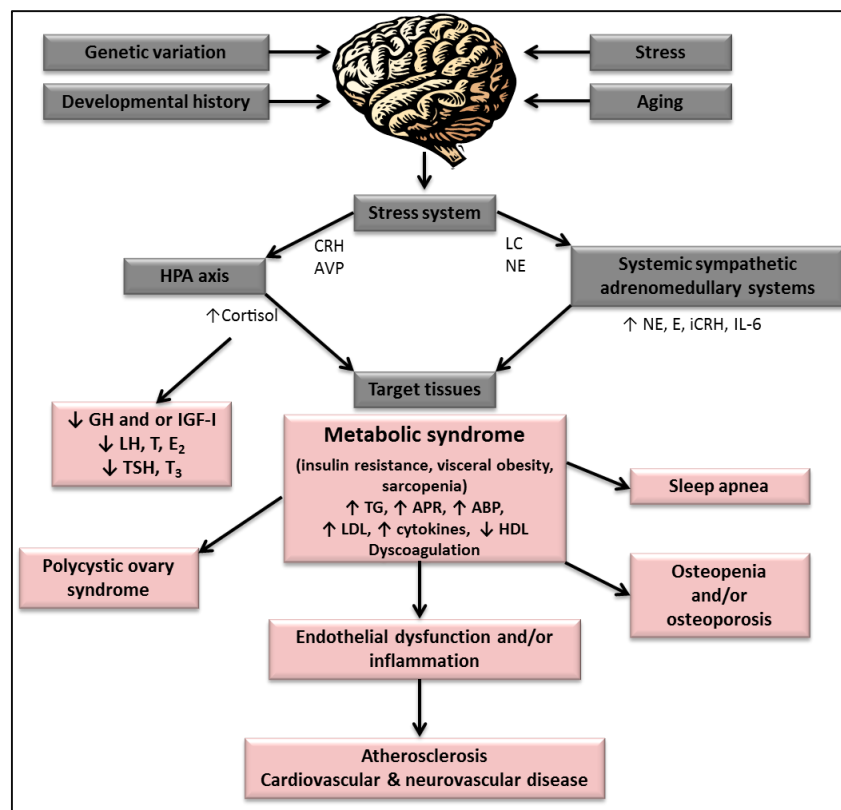 Genetic variation
Stress
Developmental history
Aging
Stress system
CRH
AVP
LC
NE
HPA axis
Systemic sympathetic
adrenomedullary systems
↑Cortisol
↑ NE, E, iCRH, IL-6
Target tissues
↓ GH and or IGF-I
↓ LH, T, E₂
↓ TSH, T₃
Metabolic syndrome
(insulin resistance, visceral obesity,
sarcopenia)
↑ TG, ↑ APR, ↑ ABP,
↑ LDL, ↑ cytokines, ↓ HDL
Dyscoagulation
Sleep apnea
Polycystic ovary
syndrome
Osteopenia
and/or
osteoporosis
Endothelial dysfunction and/or
inflammation
Atherosclerosis
Cardiovascular & neurovascular disease